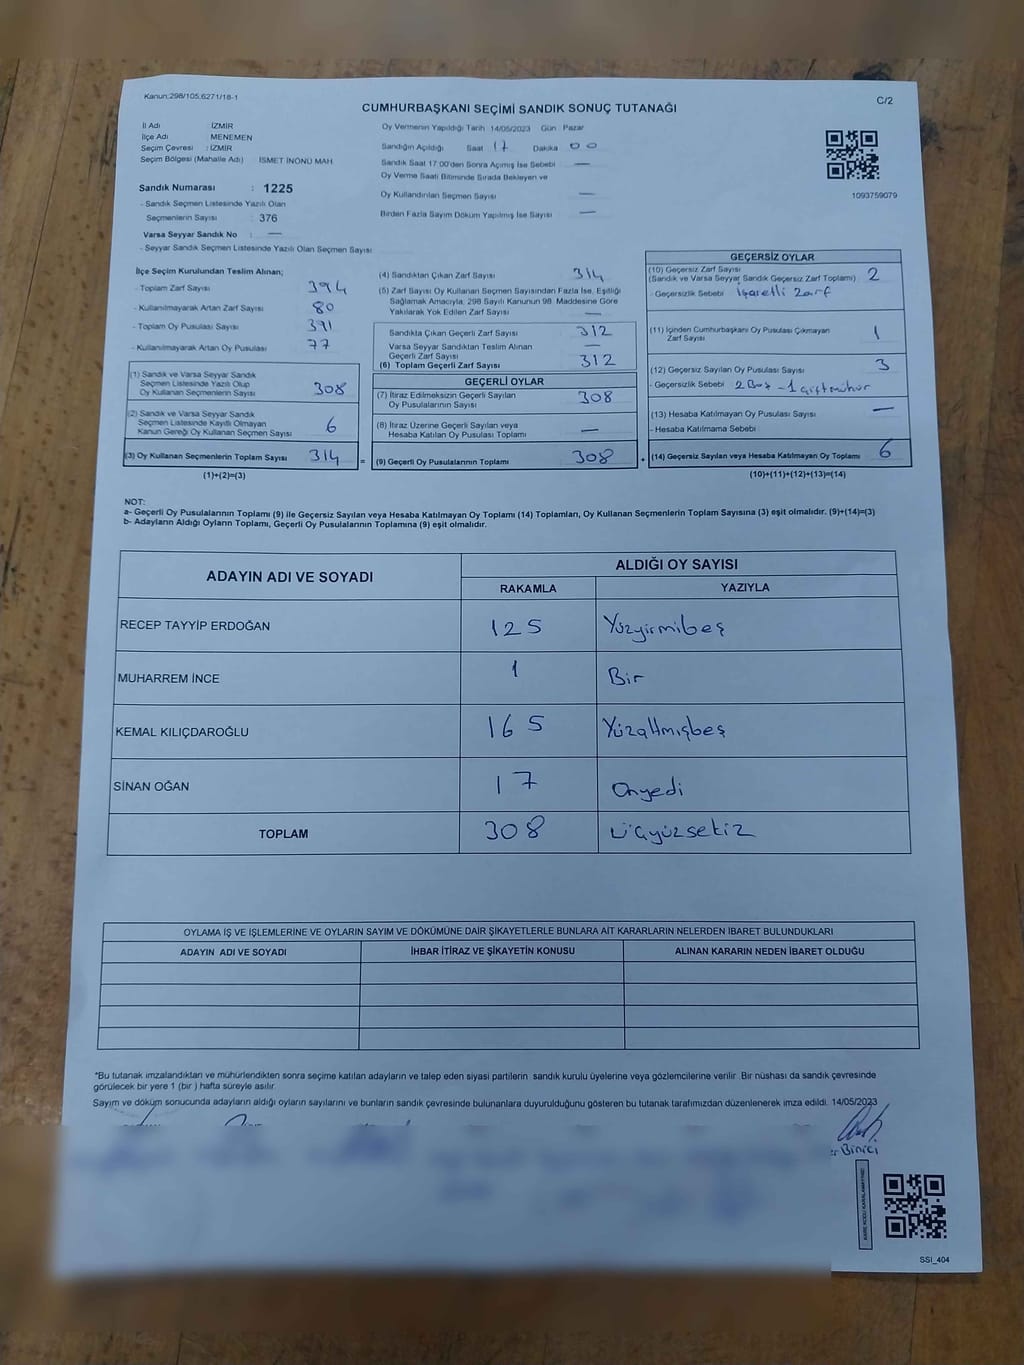 Kanun;298/105;6271/18-1
C/2
CUMHURBAŞKANI SEÇİMİ SANDIK SONUÇ TUTANAĞI
İl Adı : İZMİR
İlçe Adı : MENEMEN
Seçim Çevresi : İZMİR
Seçim Bölgesi (Mahalle Adı) : İSMET İNÖNÜ MAH
Sandık Numarası : 1225
- Sandık Seçmen Listesinde Yazılı Olan
Seçmenlerin Sayısı : 376
Varsa Seyyar Sandık No : —
- Seyyar Sandık Seçmen Listesinde Yazılı Olan Seçmen Sayısı
Oy Vermenin Yapıldığı Tarih 14/05/2023 Gün : Pazar
Sandığın Açıldığı Saat 17 Dakika 00
Sandık Saat 17:00'den Sonra Açımış İse Sebebi —
Oy Verme Saati Bitiminde Sırada Bekleyen ve
Oy Kullandırılan Seçmen Sayısı —
Birden Fazla Sayım Döküm Yapılmış İse Sayısı —
1093759079
İlçe Seçim Kurulundan Teslim Alınan;
- Toplam Zarf Sayısı 394
- Kullanılmayarak Artan Zarf Sayısı 80
- Toplam Oy Pusulası Sayısı 391
- Kullanılmayarak Artan Oy Pusulası 77
(1) Sandık ve Varsa Seyyar Sandık
Seçmen Listesinde Yazılı Olup
Oy Kullanan Seçmenlerin Sayısı 308
(2) Sandık ve Varsa Seyyar Sandık
Seçmen Listesinde Kayıtlı Olmayan
Kanun Gereği Oy Kullanan Seçmen Sayısı 6
(3) Oy Kullanan Seçmenlerin Toplam Sayısı 314
(1)+(2)=(3)
=
(4) Sandıktan Çıkan Zarf Sayısı 314
(5) Zarf Sayısı Oy Kullanan Seçmen Sayısından Fazla İse, Eşitliği
Sağlamak Amacıyla, 298 Sayılı Kanunun 98. Maddesine Göre
Yakılarak Yok Edilen Zarf Sayısı —
Sandıkta Çıkan Geçerli Zarf Sayısı 312
Varsa Seyyar Sandıktan Teslim Alınan
Geçerli Zarf Sayısı —
(6) Toplam Geçerli Zarf Sayısı 312
GEÇERLİ OYLAR
(7) İtiraz Edilmeksizin Geçerli Sayılan
Oy Pusulalarının Sayısı 308
(8) İtiraz Üzerine Geçerli Sayılan veya
Hesaba Katılan Oy Pusulası Toplamı —
(9) Geçerli Oy Pusulalarının Toplamı 308
+
GEÇERSİZ OYLAR
(10) Geçersiz Zarf Sayısı
(Sandık ve Varsa Seyyar Sandık Geçersiz Zarf Toplamı) 2
- Geçersizlik Sebebi İşaretli Zarf
(11) İçinden Cumhurbaşkanı Oy Pusulası Çıkmayan
Zarf Sayısı 1
(12) Geçersiz Sayılan Oy Pusulası Sayısı 3
- Geçersizlik Sebebi 2 Boş - 1 çift mühür
(13) Hesaba Katılmayan Oy Pusulası Sayısı —
- Hesaba Katılmama Sebebi
(14) Geçersiz Sayılan veya Hesaba Katılmayan Oy Toplamı 6
(10)+(11)+(12)+(13)=(14)
NOT:
a- Geçerli Oy Pusulalarının Toplamı (9) ile Geçersiz Sayılan veya Hesaba Katılmayan Oy Toplamı (14) Toplamları, Oy Kullanan Seçmenlerin Toplam Sayısına (3) eşit olmalıdır. (9)+(14)=(3)
b- Adayların Aldığı Oyların Toplamı, Geçerli Oy Pusulalarının Toplamına (9) eşit olmalıdır.
ADAYIN ADI VE SOYADI
ALDIĞI OY SAYISI
RAKAMLA YAZIYLA
RECEP TAYYİP ERDOĞAN 125 Yüzyirmibeş
MUHARREM İNCE 1 Bir
KEMAL KILIÇDAROĞLU 165 Yüzaltmışbeş
SİNAN OĞAN 17 Onyedi
TOPLAM 308 Üçyüzsekiz
OYLAMA İŞ VE İŞLEMLERİNE VE OYLARIN SAYIM VE DÖKÜMÜNE DAİR ŞİKAYETLERLE BUNLARA AİT KARARLARIN NELERDEN İBARET BULUNDUKLARI
ADAYIN ADI VE SOYADI İHBAR İTİRAZ VE ŞİKAYETİN KONUSU ALINAN KARARIN NEDEN İBARET OLDUĞU
*Bu tutanak imzalandıktan ve mühürlendikten sonra seçime katılan adayların ve talep eden siyasi partilerin sandık kurulu üyelerine veya gözlemcilerine verilir. Bir nüshası da sandık çevresinde
görülecek bir yere 1 (bir ) hafta süreyle asılır.
Sayım ve döküm sonucunda adayların aldığı oyların sayılarını ve bunların sandık çevresinde bulunanlara duyurulduğunu gösteren bu tutanak tarafımızdan düzenlenerek imza edildi. 14/05/2023
Binici
KARE KODU KARALAMAYINIZ!
SSİ_404